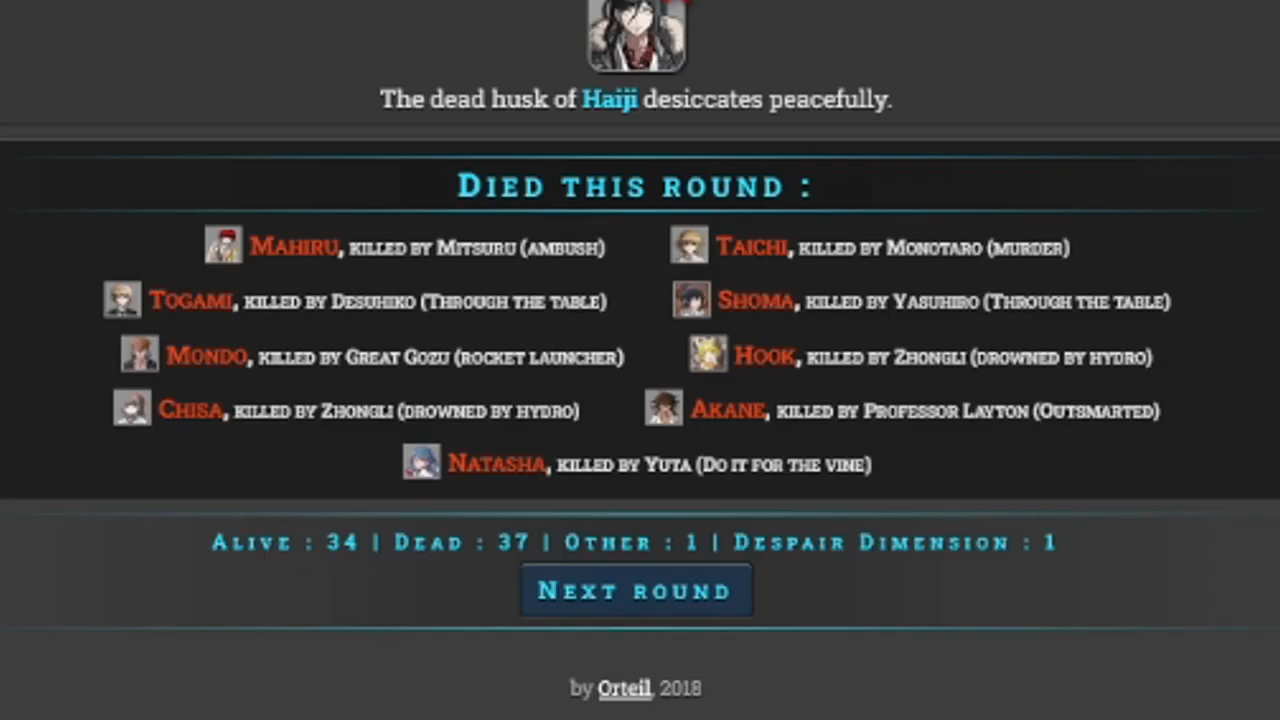 The dead husk of Haiji desiccates peacefully.
Died this round :
Mahiru, killed by Mitsuru (ambush) Taichi, killed by Monotaro (murder)
Togami, killed by Desuhiko (Through the table) Shoma, killed by Yasuhiro (Through the table)
Mondo, killed by Great Gozu (rocket launcher) Hook, killed by Zhongli (drowned by hydro)
Chisa, killed by Zhongli (drowned by hydro) Akane, killed by Professor Layton (Outsmarted)
Natasha, killed by Yuta (Do it for the vine)
Alive : 34 | Dead : 37 | Other : 1 | Despair Dimension : 1
Next round
by Orteil, 2018